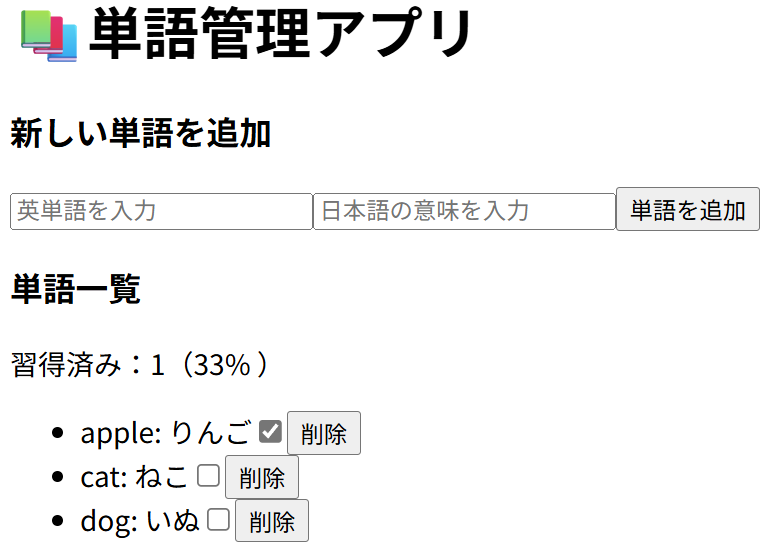 📚 単語管理アプリ
新しい単語を追加
英単語を入力 日本語の意味を入力 単語を追加
単語一覧
習得済み：1（33% ）
apple: りんご 削除
cat: ねこ 削除
dog: いぬ 削除